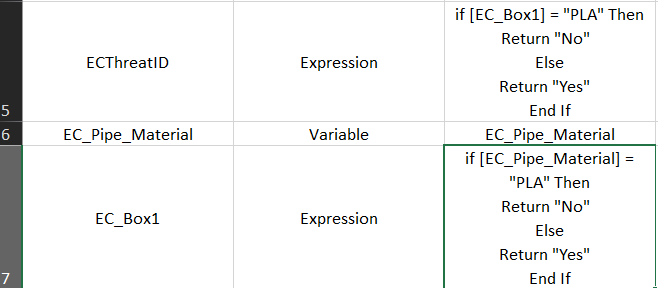 5
ECThreatID
Expression
if [EC_Box1] = "PLA" Then
Return "No"
Else
Return "Yes"
End If
6
EC_Pipe_Material
Variable
EC_Pipe_Material
7
EC_Box1
Expression
if [EC_Pipe_Material] =
"PLA" Then
Return "No"
Else
Return "Yes"
End If